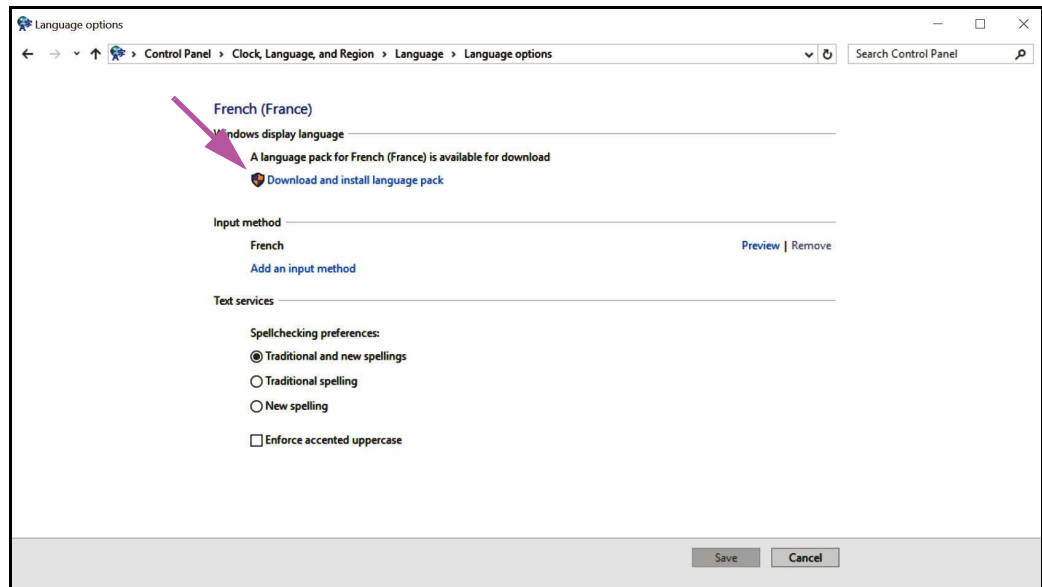 Language options
Control Panel > Clock, Language, and Region > Language > Language options
Search Control Panel
French (France)
Windows display language
A language pack for French (France) is available for download
Download and install language pack
Input method
French
Preview | Remove
Add an input method
Text services
Spellchecking preferences:
Traditional and new spellings
Traditional spelling
New spelling
Enforce accented uppercase
Save
Cancel